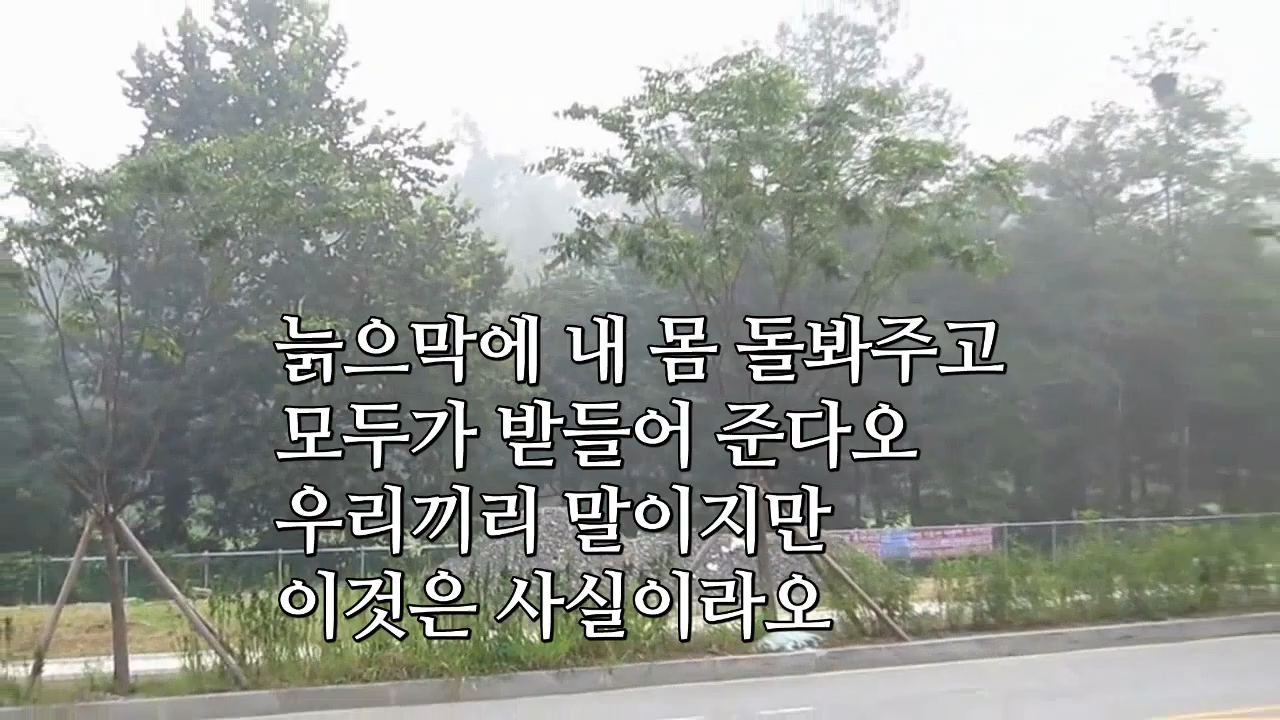 늙으막에 내 몸 돌봐주고
모두가 받들어 준다오
우리끼리 말이지만
이것은 사실이라오